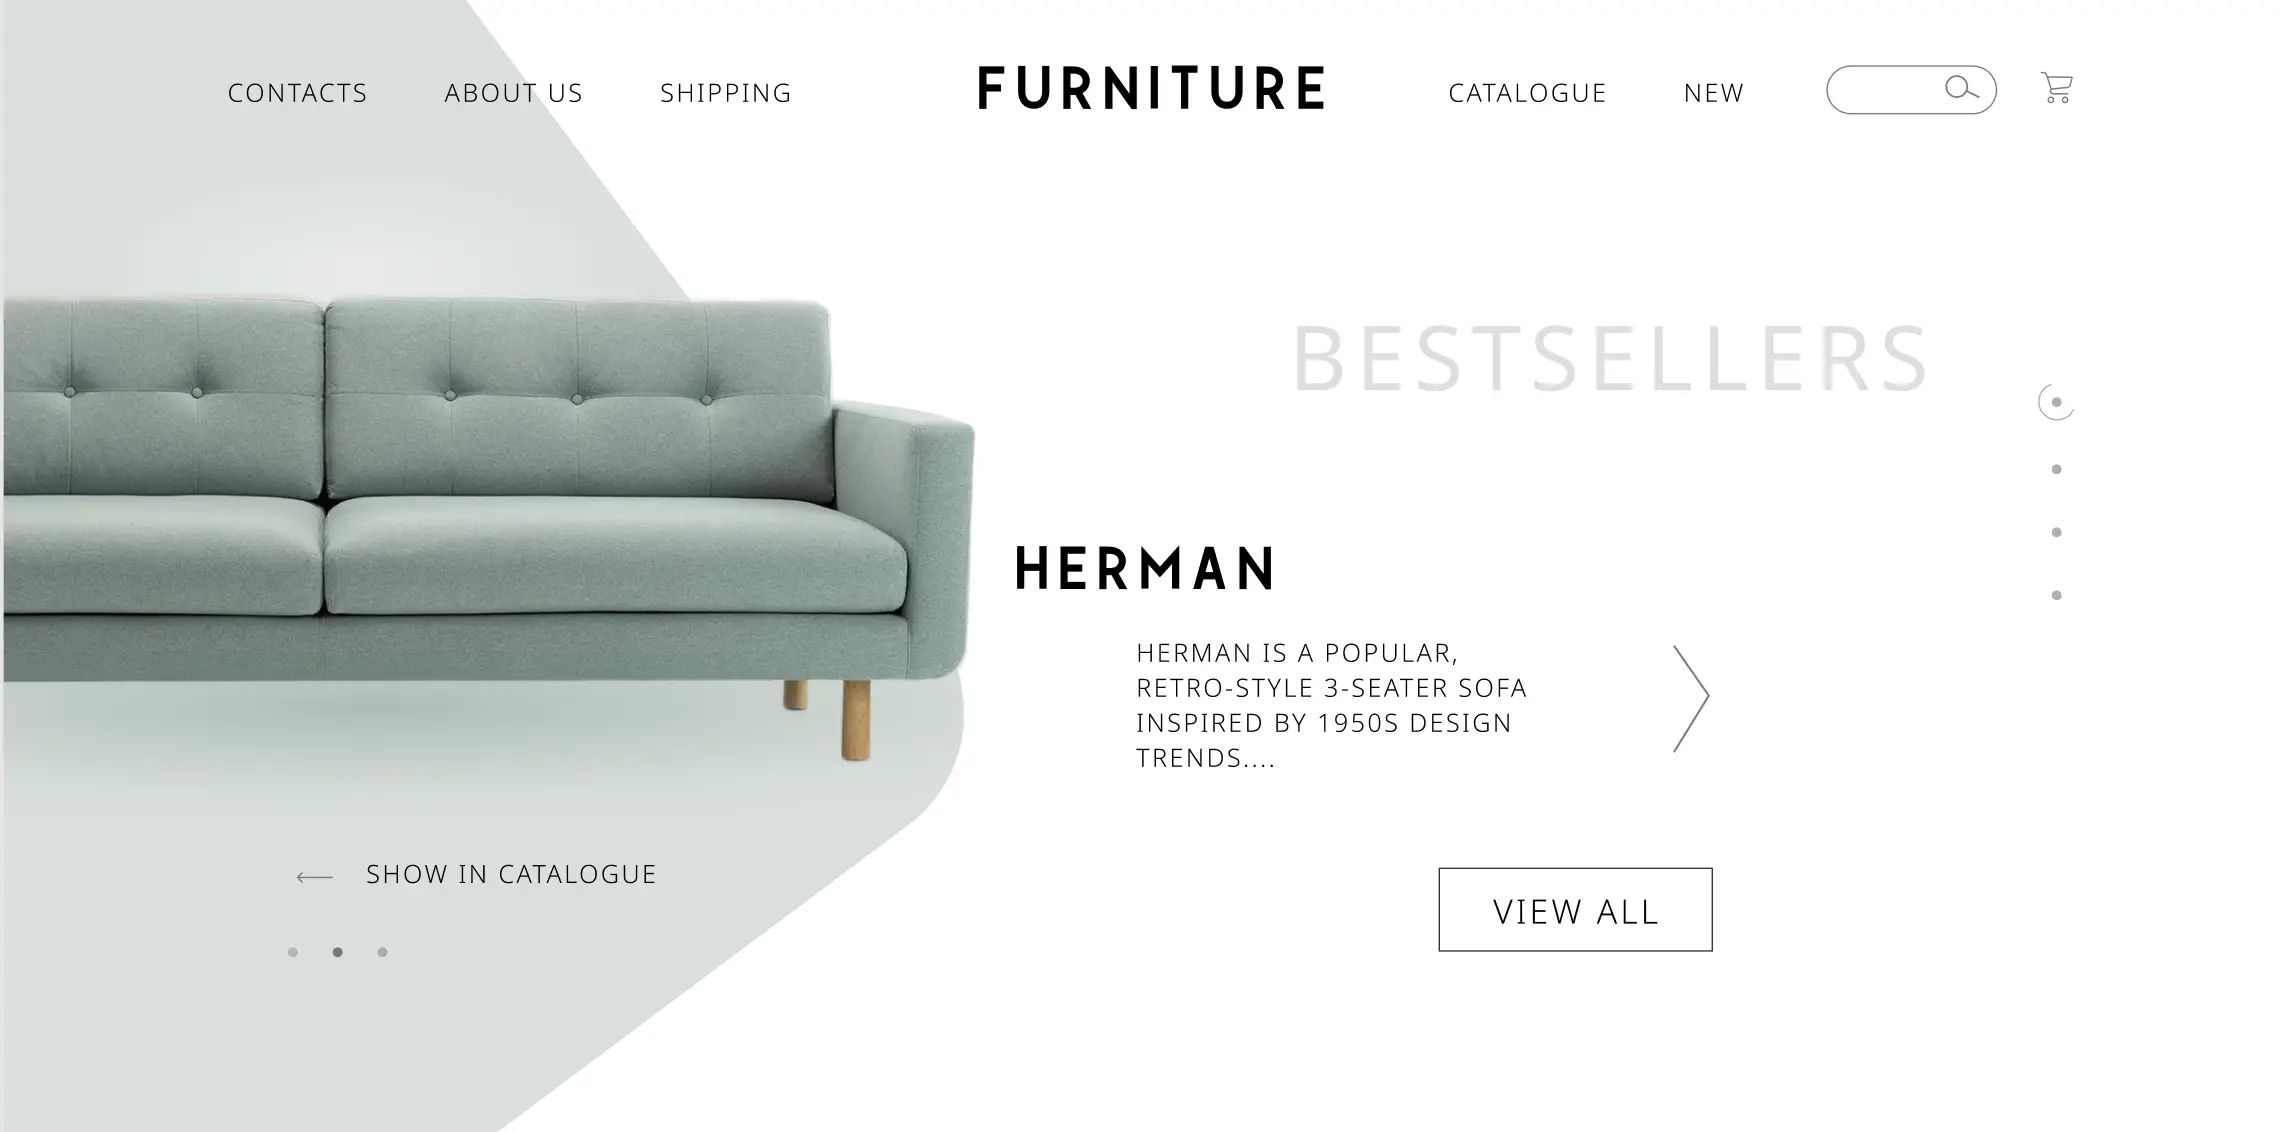 CONTACTS
ABOUT US
SHIPPING
FURNITURE
CATALOGUE
NEW
BESTSELLERS
HERMAN
HERMAN IS A POPULAR,
RETRO-STYLE 3-SEATER SOFA
INSPIRED BY 1950S DESIGN
TRENDS....
SHOW IN CATALOGUE
VIEW ALL